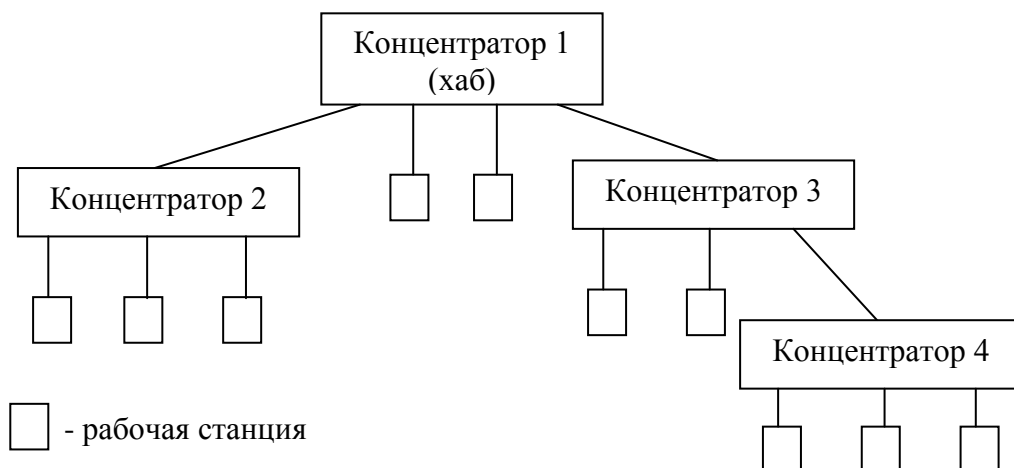 Концентратор 1
(хаб)
Концентратор 2
Концентратор 3
Концентратор 4
- рабочая станция